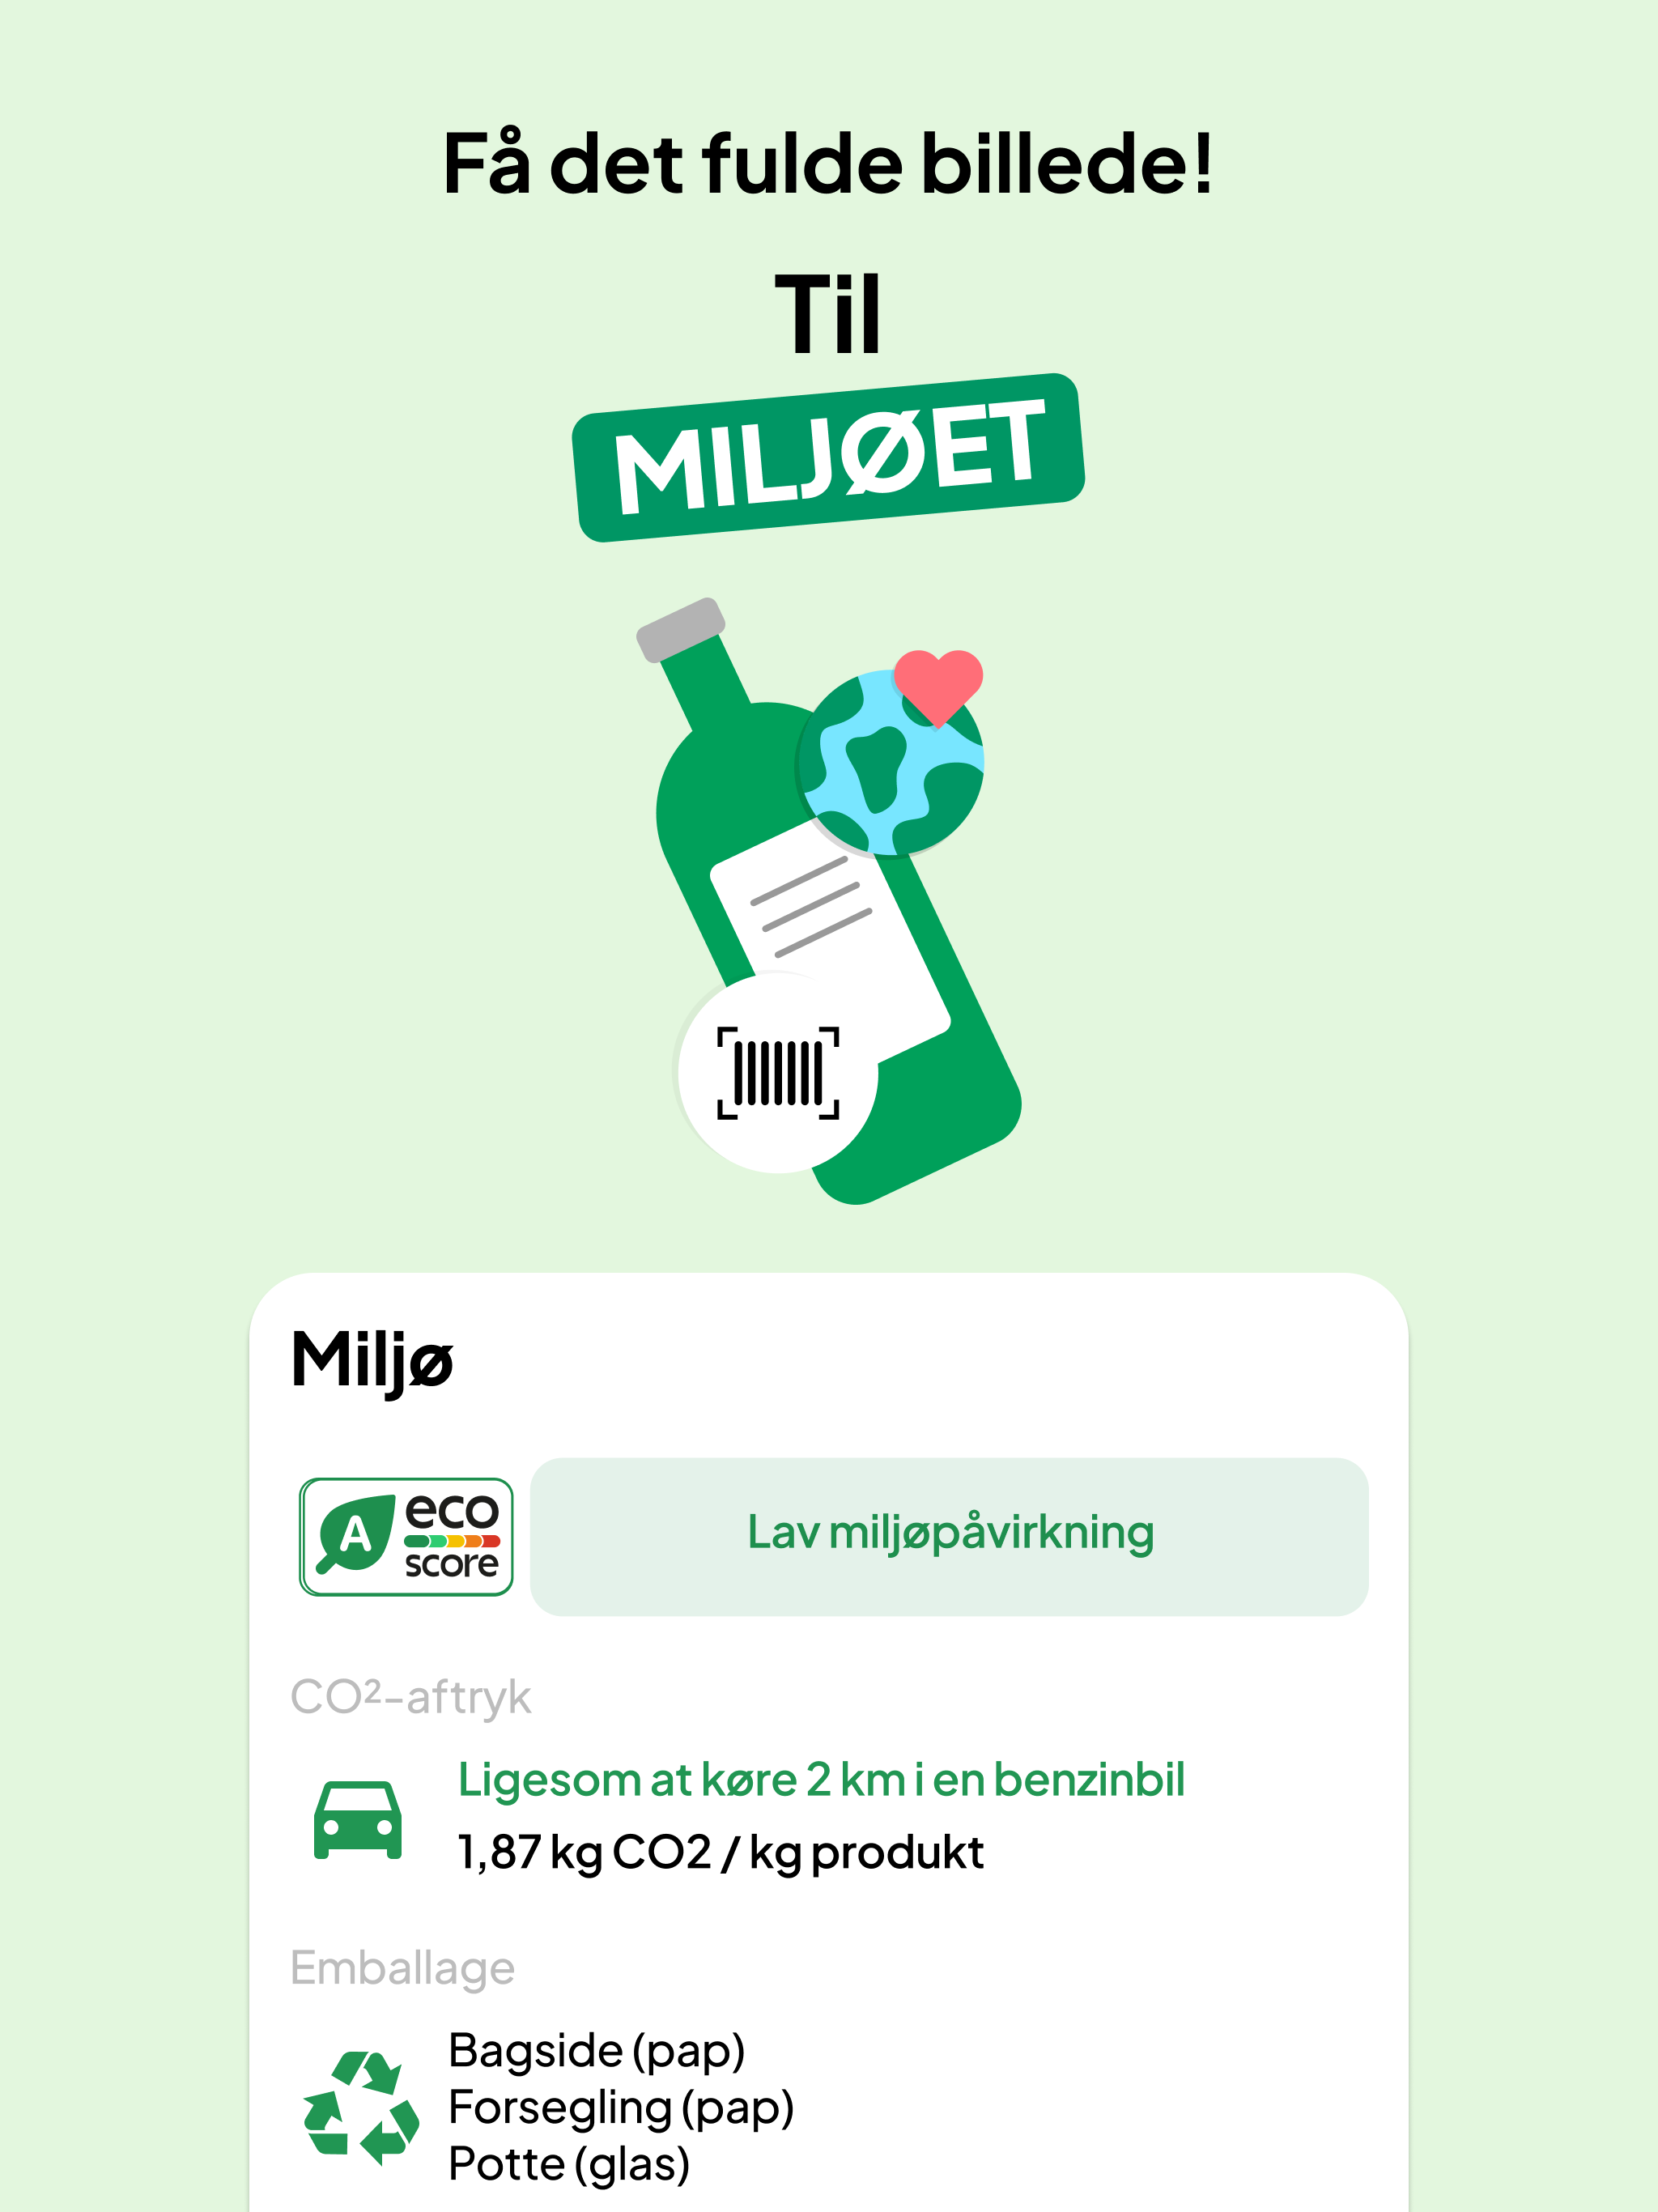 Få det fulde billede!
Til
MILJØET
Miljø
A
eco
score
Lav miljøpåvirkning
CO²-aftryk
Ligesom at køre 2 km i en benzinbil
1,87 kg CO2 / kg produkt
Emballage
Bagside (pap)
Forsegling (pap)
Potte (glas)